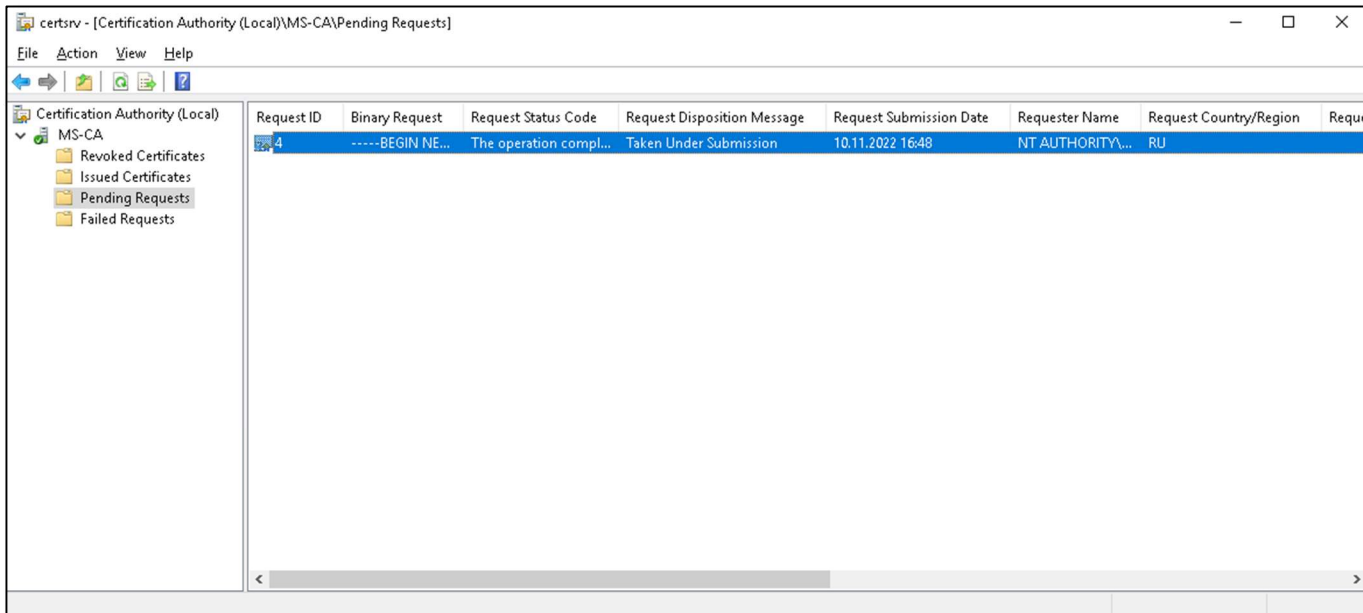 certsrv - [Certification Authority (Local)\MS-CA\Pending Requests]
File Action View Help
Certification Authority (Local)
MS-CA
Revoked Certificates
Issued Certificates
Pending Requests
Failed Requests
Request ID Binary Request Request Status Code Request Disposition Message Request Submission Date Requester Name Request Country/Region Reque
4 -----BEGIN NE... The operation compl... Taken Under Submission 10.11.2022 16:48 NT AUTHORITY\... RU